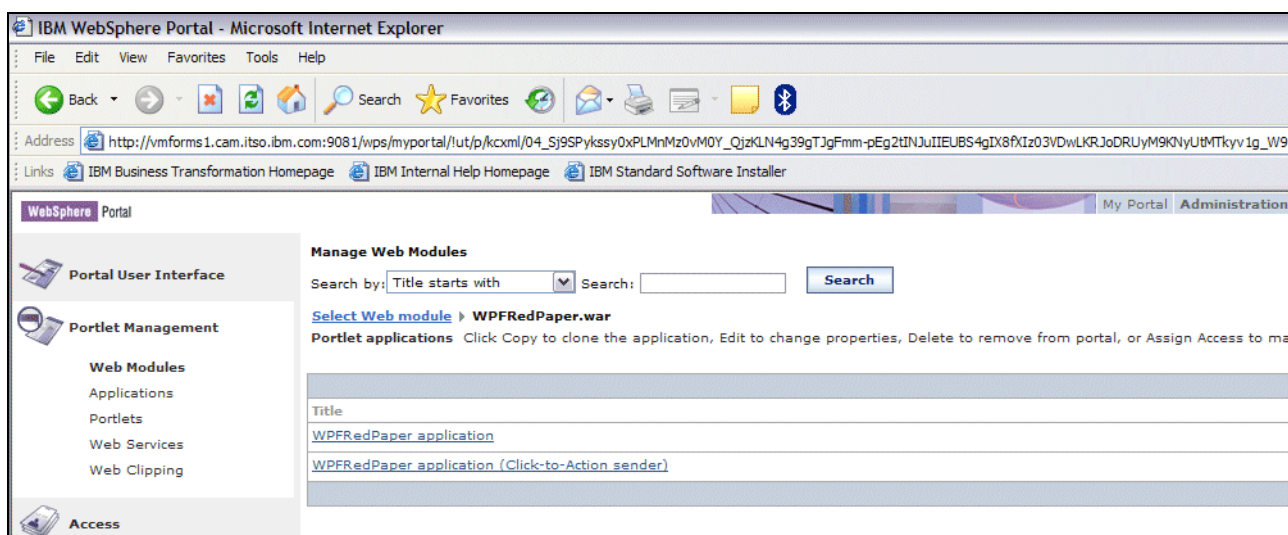 IBM WebSphere Portal - Microsoft Internet Explorer
File Edit View Favorites Tools Help
Back Search Favorites
Address http://vmforms1.cam.itso.ibm.com:9081/wps/myportal/!ut/p/kcxml/04_Sj9SPykssy0xPLMnMz0vM0Y_QjzKLN4g39gTJgFmm-pEg2tINJuIIEUBS4gIX8fXIz03VDwLKRJoDRUyM9KNyUtMTkyv1g_W9
Links IBM Business Transformation Homepage IBM Internal Help Homepage IBM Standard Software Installer
WebSphere Portal
My Portal Administration
Portal User Interface
Portlet Management
Web Modules
Applications
Portlets
Web Services
Web Clipping
Access
Manage Web Modules
Search by: Title starts with Search: Search
Select Web module WPFRedPaper.war
Portlet applications Click Copy to clone the application, Edit to change properties, Delete to remove from portal, or Assign Access to ma
Title
WPFRedPaper application
WPFRedPaper application (Click-to-Action sender)